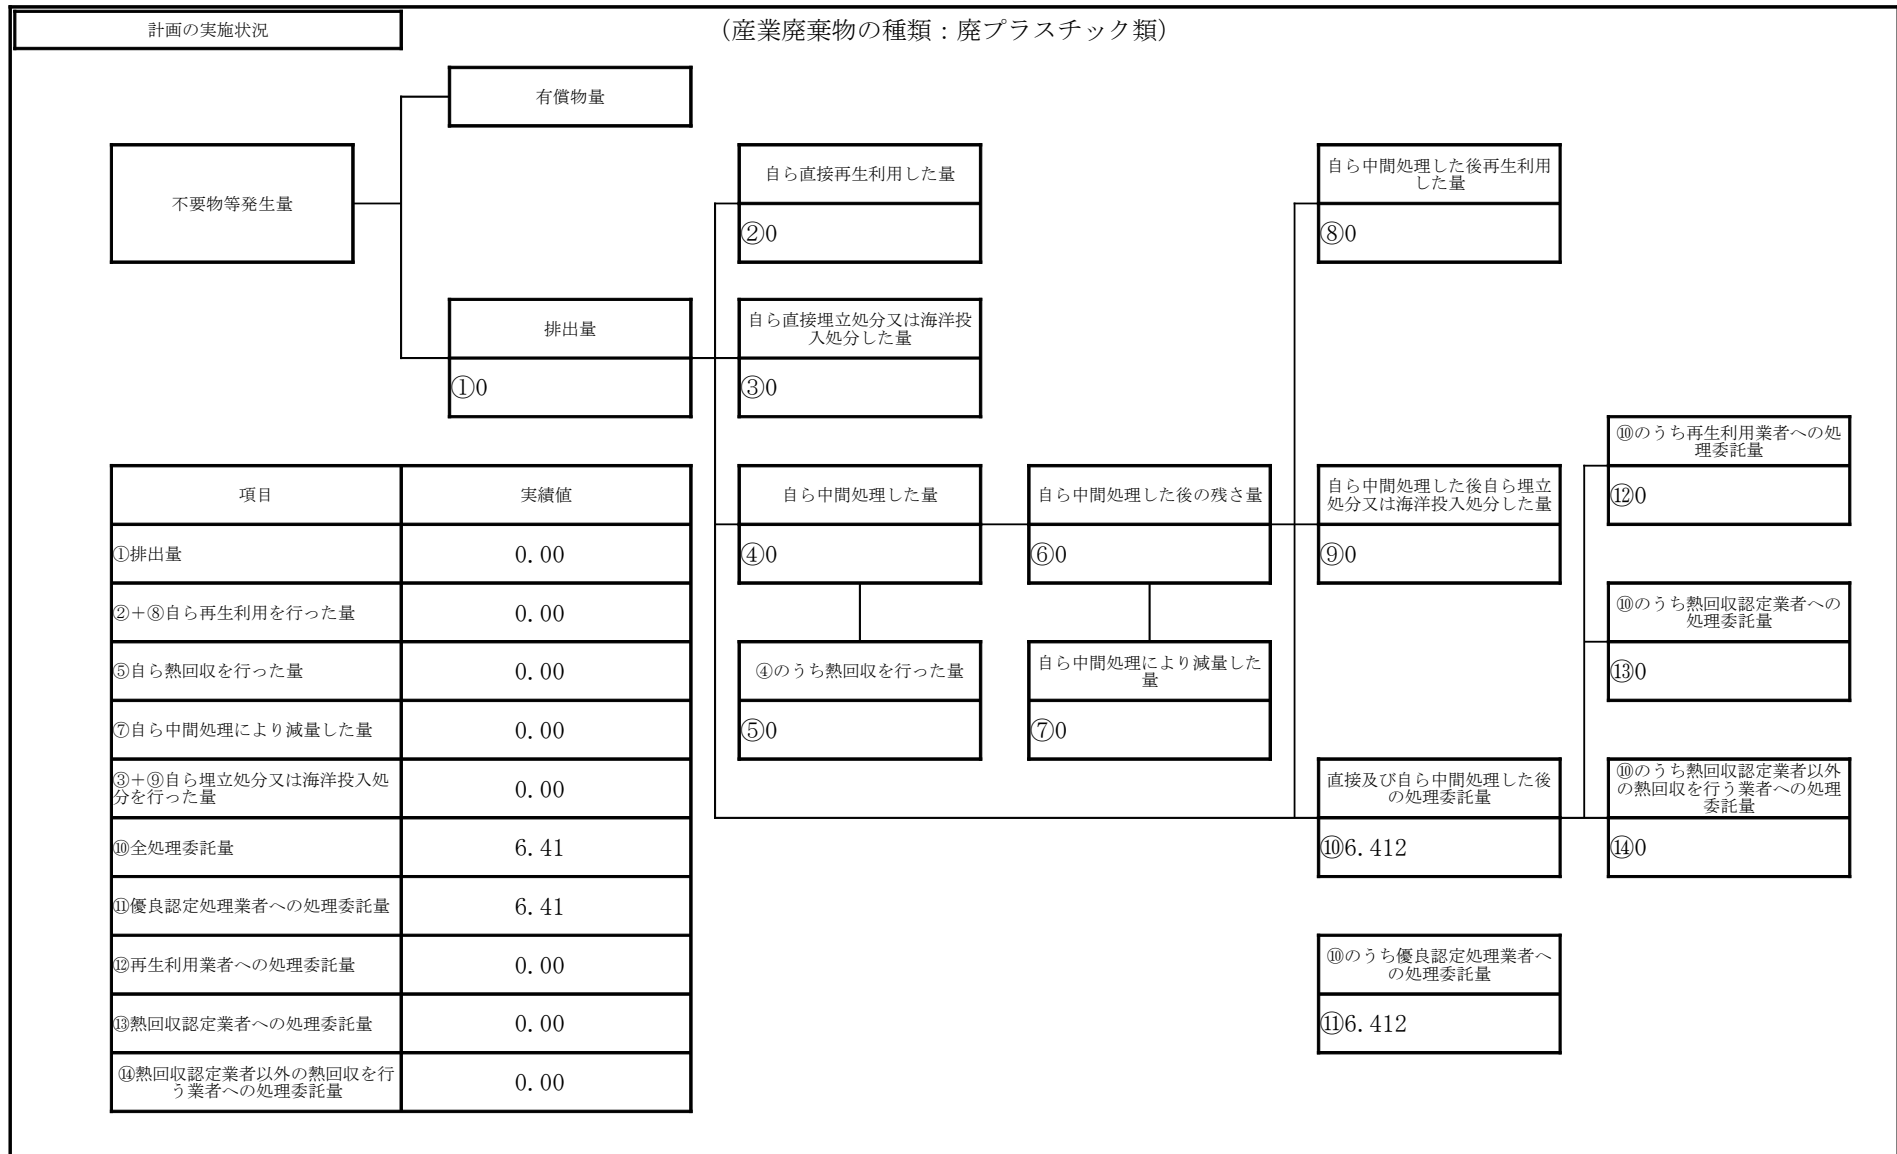 計画の実施状況
（産業廃棄物の種類：廃プラスチック類）
有償物量
不要物等発生量
自ら直接再生利用した量
②0
自ら中間処理した後再生利用
した量
⑧0
排出量
①0
自ら直接埋立処分又は海洋投
入処分した量
③0
⑩のうち再生利用業者への処
理委託量
⑫0
自ら中間処理した量
④0
自ら中間処理した後の残さ量
⑥0
自ら中間処理した後自ら埋立
処分又は海洋投入処分した量
⑨0
⑩のうち熱回収認定業者への
処理委託量
⑬0
④のうち熱回収を行った量
⑤0
自ら中間処理により減量した
量
⑦0
直接及び自ら中間処理した後
の処理委託量
⑩6.412
⑩のうち熱回収認定業者以外
の熱回収を行う業者への処理
委託量
⑭0
⑩のうち優良認定処理業者へ
の処理委託量
⑪6.412
項目 実績値
①排出量 0.00
②＋⑧自ら再生利用を行った量 0.00
⑤自ら熱回収を行った量 0.00
⑦自ら中間処理により減量した量 0.00
③＋⑨自ら埋立処分又は海洋投入処
分を行った量 0.00
⑩全処理委託量 6.41
⑪優良認定処理業者への処理委託量 6.41
⑫再生利用業者への処理委託量 0.00
⑬熱回収認定業者への処理委託量 0.00
⑭熱回収認定業者以外の熱回収を行
う業者への処理委託量 0.00